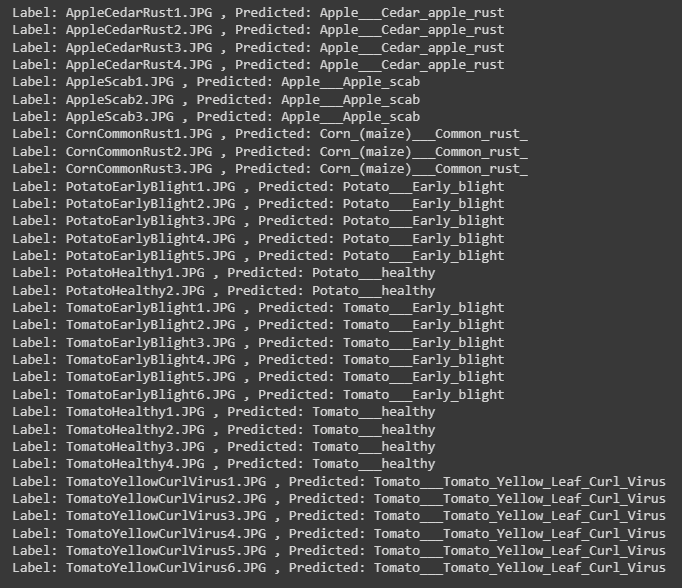 Label: AppleCedarRust1.JPG , Predicted: Apple___Cedar_apple_rust
Label: AppleCedarRust2.JPG , Predicted: Apple___Cedar_apple_rust
Label: AppleCedarRust3.JPG , Predicted: Apple___Cedar_apple_rust
Label: AppleCedarRust4.JPG , Predicted: Apple___Cedar_apple_rust
Label: AppleScab1.JPG , Predicted: Apple___Apple_scab
Label: AppleScab2.JPG , Predicted: Apple___Apple_scab
Label: AppleScab3.JPG , Predicted: Apple___Apple_scab
Label: CornCommonRust1.JPG , Predicted: Corn_(maize)___Common_rust_
Label: CornCommonRust2.JPG , Predicted: Corn_(maize)___Common_rust_
Label: CornCommonRust3.JPG , Predicted: Corn_(maize)___Common_rust_
Label: PotatoEarlyBlight1.JPG , Predicted: Potato___Early_blight
Label: PotatoEarlyBlight2.JPG , Predicted: Potato___Early_blight
Label: PotatoEarlyBlight3.JPG , Predicted: Potato___Early_blight
Label: PotatoEarlyBlight4.JPG , Predicted: Potato___Early_blight
Label: PotatoEarlyBlight5.JPG , Predicted: Potato___Early_blight
Label: PotatoHealthy1.JPG , Predicted: Potato___healthy
Label: PotatoHealthy2.JPG , Predicted: Potato___healthy
Label: TomatoEarlyBlight1.JPG , Predicted: Tomato___Early_blight
Label: TomatoEarlyBlight2.JPG , Predicted: Tomato___Early_blight
Label: TomatoEarlyBlight3.JPG , Predicted: Tomato___Early_blight
Label: TomatoEarlyBlight4.JPG , Predicted: Tomato___Early_blight
Label: TomatoEarlyBlight5.JPG , Predicted: Tomato___Early_blight
Label: TomatoEarlyBlight6.JPG , Predicted: Tomato___Early_blight
Label: TomatoHealthy1.JPG , Predicted: Tomato___healthy
Label: TomatoHealthy2.JPG , Predicted: Tomato___healthy
Label: TomatoHealthy3.JPG , Predicted: Tomato___healthy
Label: TomatoHealthy4.JPG , Predicted: Tomato___healthy
Label: TomatoYellowCurlVirus1.JPG , Predicted: Tomato___Tomato_Yellow_Leaf_Curl_Virus
Label: TomatoYellowCurlVirus2.JPG , Predicted: Tomato___Tomato_Yellow_Leaf_Curl_Virus
Label: TomatoYellowCurlVirus3.JPG , Predicted: Tomato___Tomato_Yellow_Leaf_Curl_Virus
Label: TomatoYellowCurlVirus4.JPG , Predicted: Tomato___Tomato_Yellow_Leaf_Curl_Virus
Label: TomatoYellowCurlVirus5.JPG , Predicted: Tomato___Tomato_Yellow_Leaf_Curl_Virus
Label: TomatoYellowCurlVirus6.JPG , Predicted: Tomato___Tomato_Yellow_Leaf_Curl_Virus